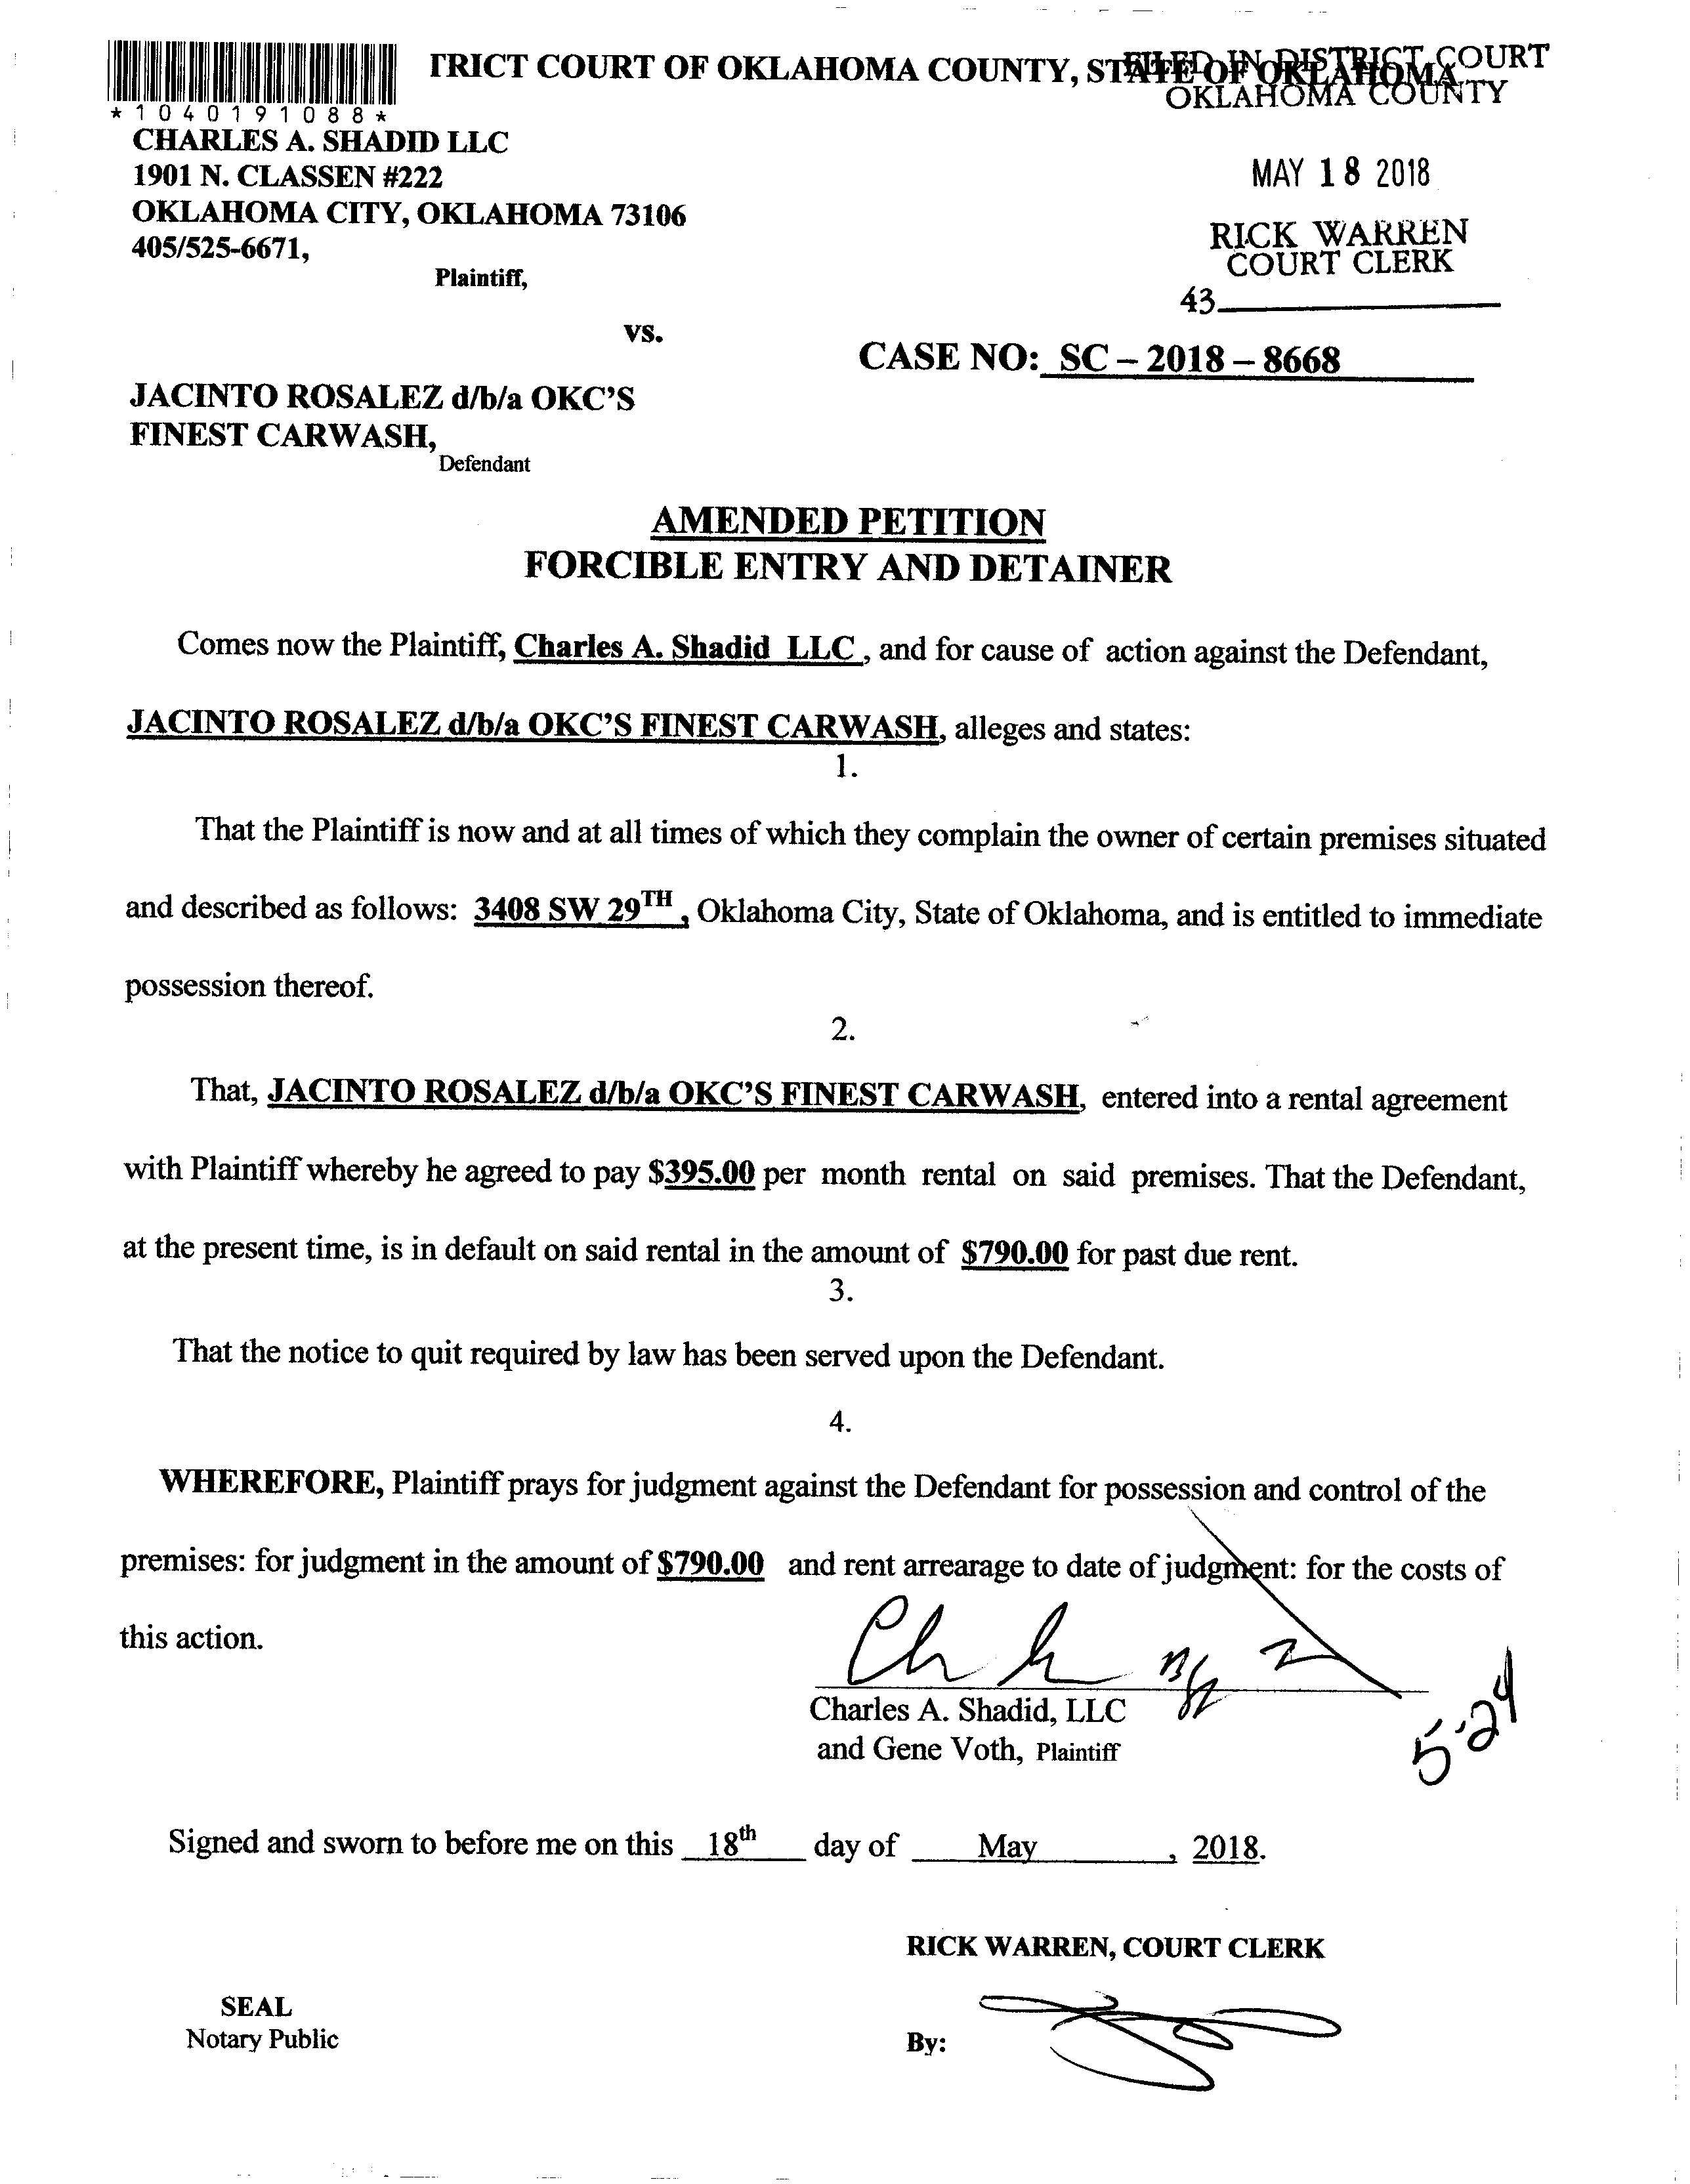 TRICT COURT OF OKLAHOMA COUNTY, STATE OF OKLAHOMA
FILED IN DISTRICT COURT
OKLAHOMA COUNTY
*1040191088*
CHARLES A. SHADID LLC
1901 N. CLASSEN #222
OKLAHOMA CITY, OKLAHOMA 73106
405/525-6671,
Plaintiff,
MAY 18 2018
RICK WARREN
COURT CLERK
43
vs.
CASE NO: SC – 2018 – 8668
JACINTO ROSALEZ d/b/a OKC'S
FINEST CARWASH,
Defendant
AMENDED PETITION
FORCIBLE ENTRY AND DETAINER
Comes now the Plaintiff, Charles A. Shadid LLC, and for cause of action against the Defendant,
JACINTO ROSALEZ d/b/a OKC'S FINEST CARWASH, alleges and states:
1.
That the Plaintiff is now and at all times of which they complain the owner of certain premises situated
and described as follows: 3408 SW 29TH, Oklahoma City, State of Oklahoma, and is entitled to immediate
possession thereof.
2.
That, JACINTO ROSALEZ d/b/a OKC'S FINEST CARWASH, entered into a rental agreement
with Plaintiff whereby he agreed to pay $395.00 per month rental on said premises. That the Defendant,
at the present time, is in default on said rental in the amount of $790.00 for past due rent.
3.
That the notice to quit required by law has been served upon the Defendant.
4.
WHEREFORE, Plaintiff prays for judgment against the Defendant for possession and control of the
premises: for judgment in the amount of $790.00 and rent arrearage to date of judgment: for the costs of
this action.
Charles A. Shadid, LLC
and Gene Voth, Plaintiff
5-24
Signed and sworn to before me on this 18th day of May, 2018.
RICK WARREN, COURT CLERK
SEAL
Notary Public
By: